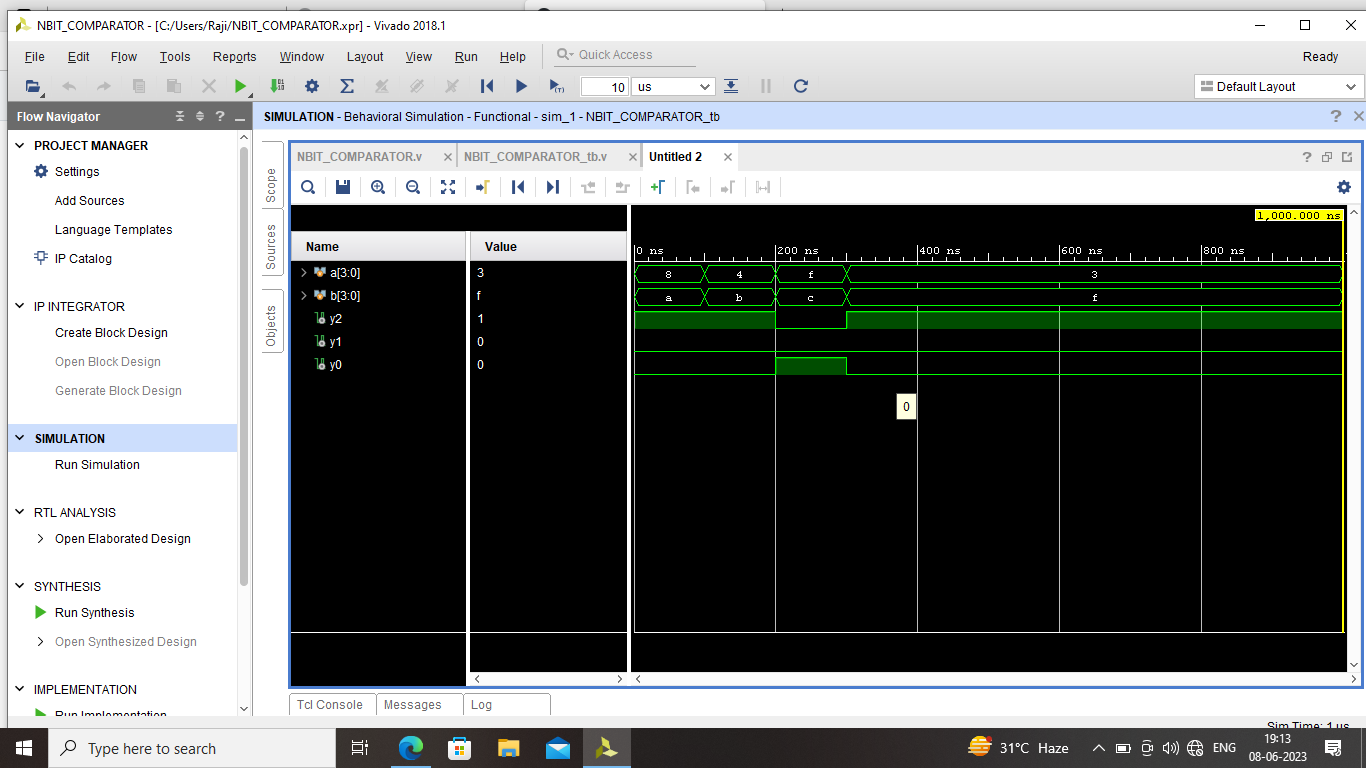 NBIT_COMPARATOR - [C:/Users/Raji/NBIT_COMPARATOR.xpr] - Vivado 2018.1
File Edit Flow Tools Reports Window Layout View Run Help Quick Access Ready
10 us Default Layout
Flow Navigator
PROJECT MANAGER
Settings
Add Sources
Language Templates
IP Catalog
IP INTEGRATOR
Create Block Design
Open Block Design
Generate Block Design
SIMULATION
Run Simulation
RTL ANALYSIS
Open Elaborated Design
SYNTHESIS
Run Synthesis
Open Synthesized Design
IMPLEMENTATION
Run Implementation
SIMULATION - Behavioral Simulation - Functional - sim_1 - NBIT_COMPARATOR_tb
Scope
Sources
Objects
NBIT_COMPARATOR.v NBIT_COMPARATOR_tb.v Untitled 2
1,000.000 ns
Name Value 0 ns 200 ns 400 ns 600 ns 800 ns
a[3:0] 3 8 4 f 3
b[3:0] f a b c f
y2 1
y1 0
y0 0
0
Tcl Console Messages Log
Sim Time: 1 us
Type here to search 31°C Haze ENG 19:13
08-06-2023